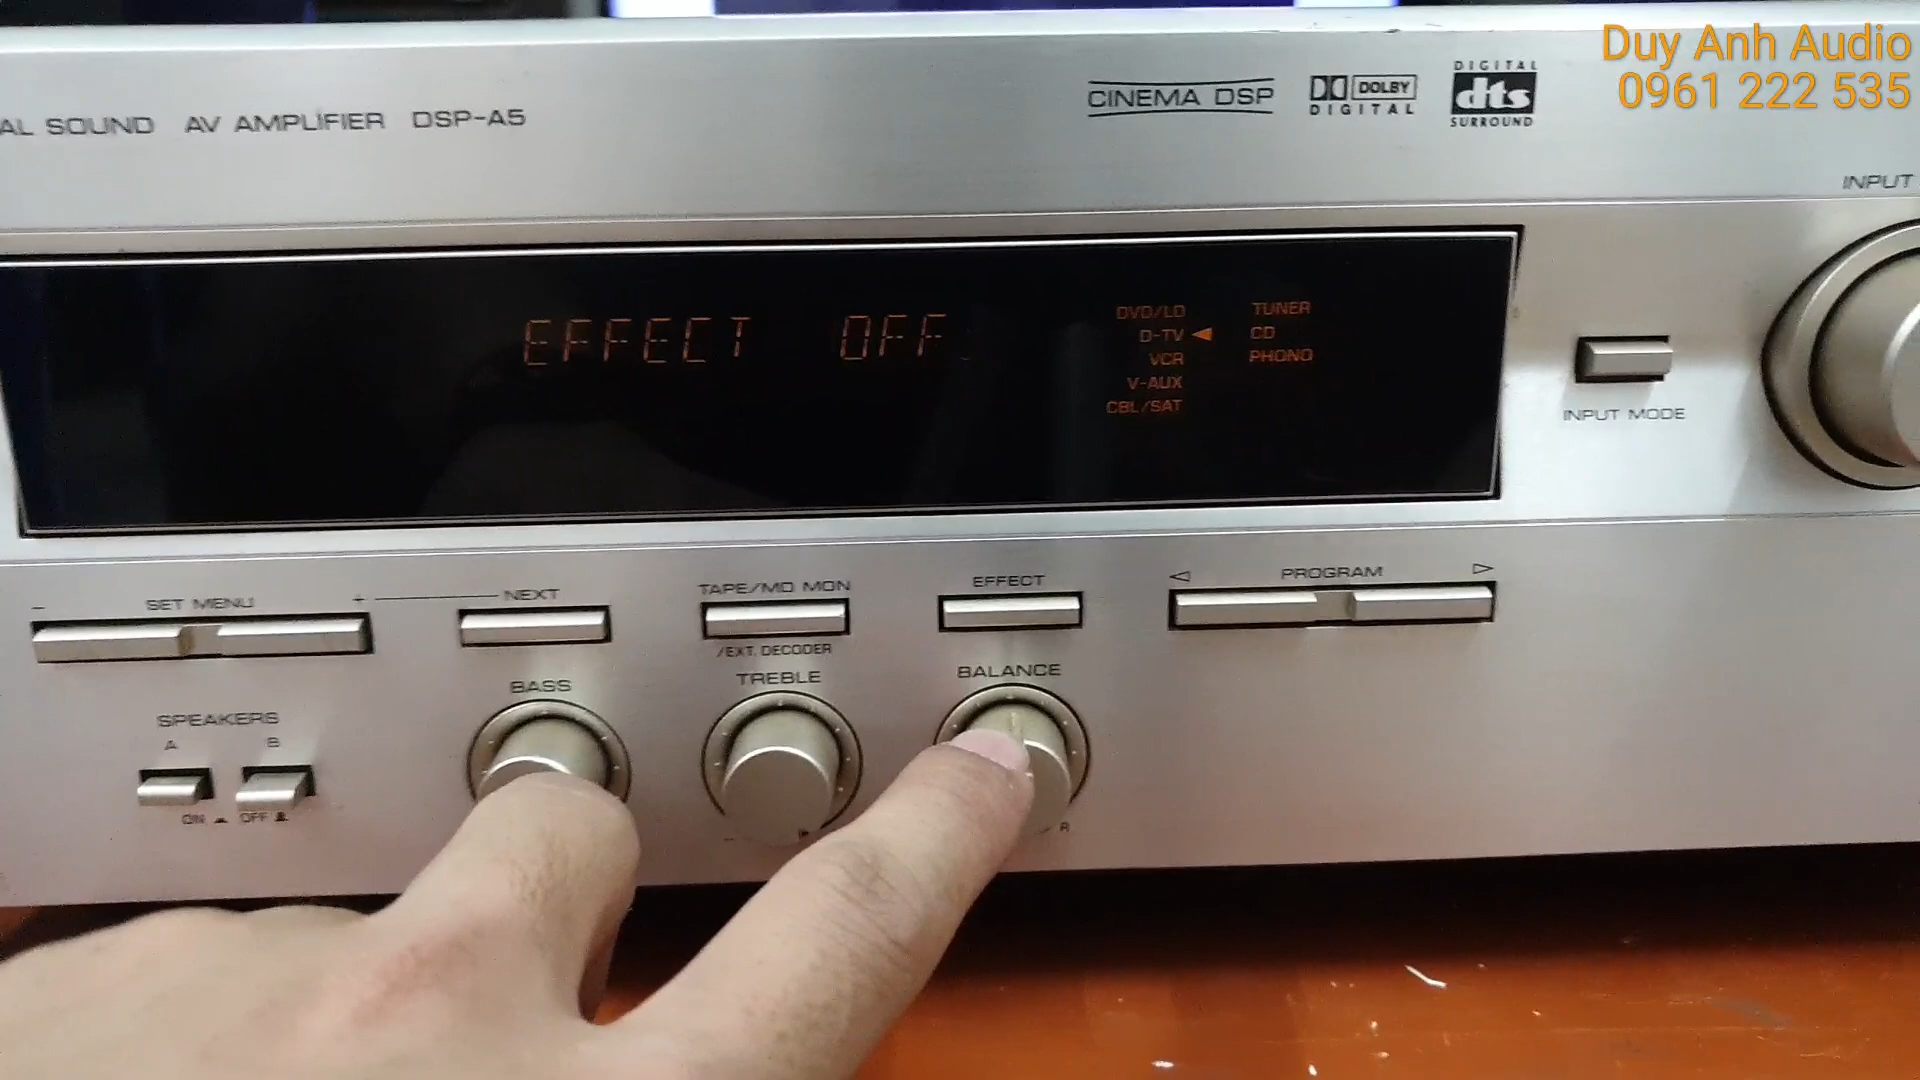 Duy Anh Audio
0961 222 535
AL SOUND AV AMPLIFIER DSP-A5
CINEMA DSP
DOLBY
DIGITAL
DIGITAL
dts
SURROUND
INPUT
EFFECT OFF
DVD/LD TUNER
D-TV CD
VCR PHONO
V-AUX
CBL/SAT
INPUT MODE
- SET MENU + NEXT
TAPE/MD MON
/EXT. DECODER
EFFECT
PROGRAM
SPEAKERS
A B
ON OFF
BASS
TREBLE
BALANCE
R